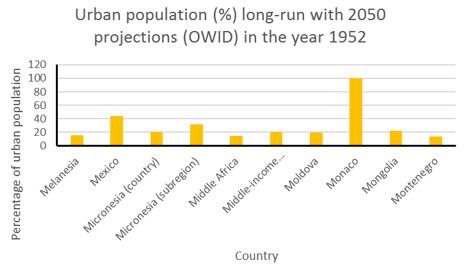 Urban population (%) long-run with 2050
projections (OWID) in the year 1952
Percentage of urban population
120
100
80
60
40
20
0
Melanesia
Mexico
Micronesia (country)
Micronesia (subregion)
Middle Africa
Middle-income...
Moldova
Monaco
Mongolia
Montenegro
Country